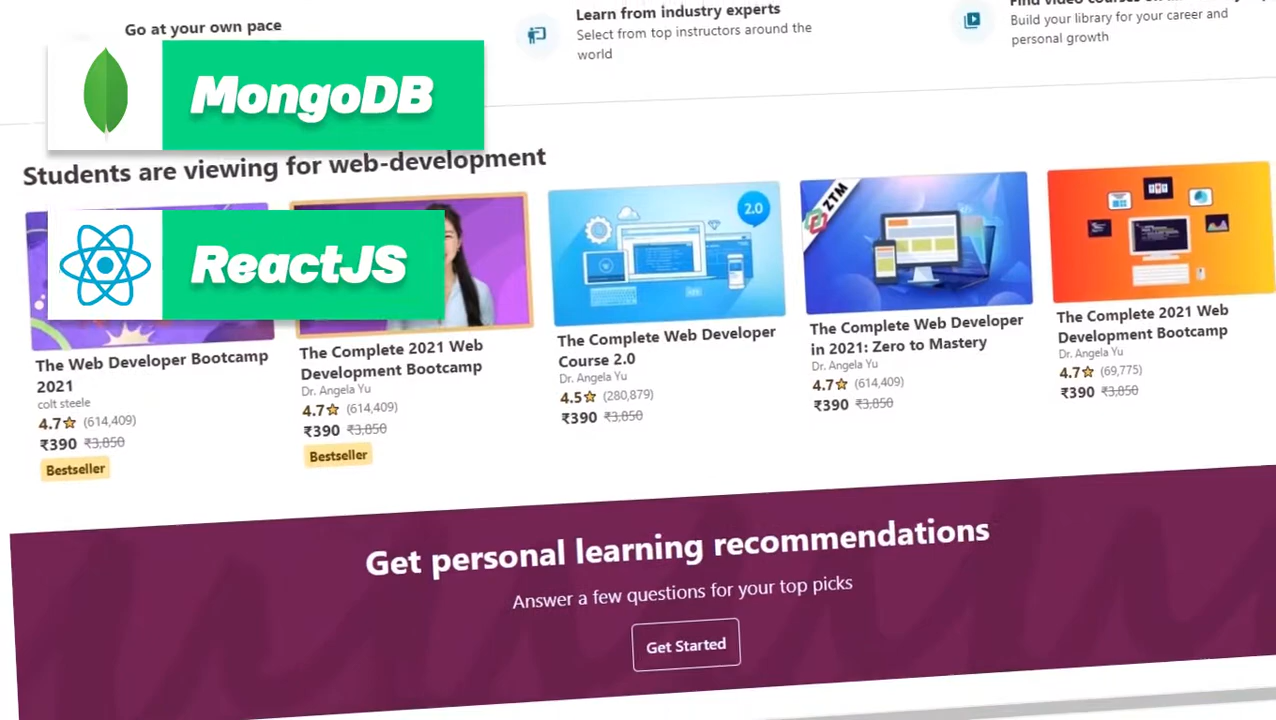 Go at your own pace
Learn from industry experts
Select from top instructors around the
world
Build your library for your career and
personal growth
MongoDB
Students are viewing for web-development
ReactJS
2.0
ZTM
The Web Developer Bootcamp
2021
colt steele
4.7 (614,409)
₹390 ₹3,850
Bestseller
The Complete 2021 Web
Development Bootcamp
Dr. Angela Yu
4.7 (614,409)
₹390 ₹3,850
Bestseller
The Complete Web Developer
Course 2.0
Dr. Angela Yu
4.5 (280,879)
₹390 ₹3,850
The Complete Web Developer
in 2021: Zero to Mastery
Dr. Angela Yu
4.7 (614,409)
₹390 ₹3,850
The Complete 2021 Web
Development Bootcamp
Dr. Angela Yu
4.7 (69,775)
₹390 ₹3,850
Get personal learning recommendations
Answer a few questions for your top picks
Get Started